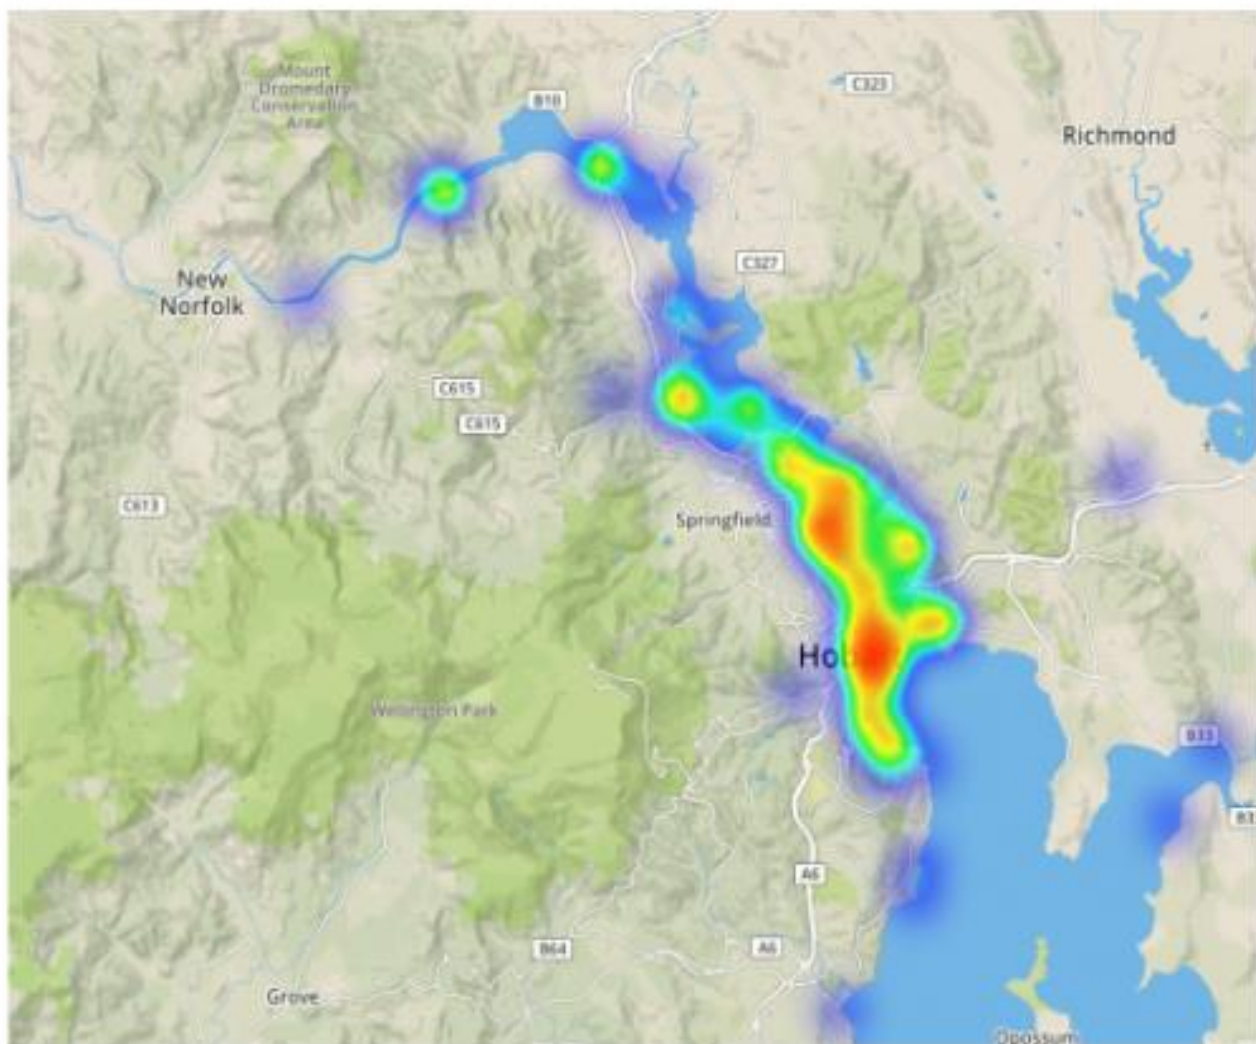 Mount
Dromedary
Conservation
Area
B10
C323
Richmond
C327
New
Norfolk
C615
C615
C613
Springfield
Hob
Wellington Park
B33
B3
A6
B64
A6
Grove
Opossum